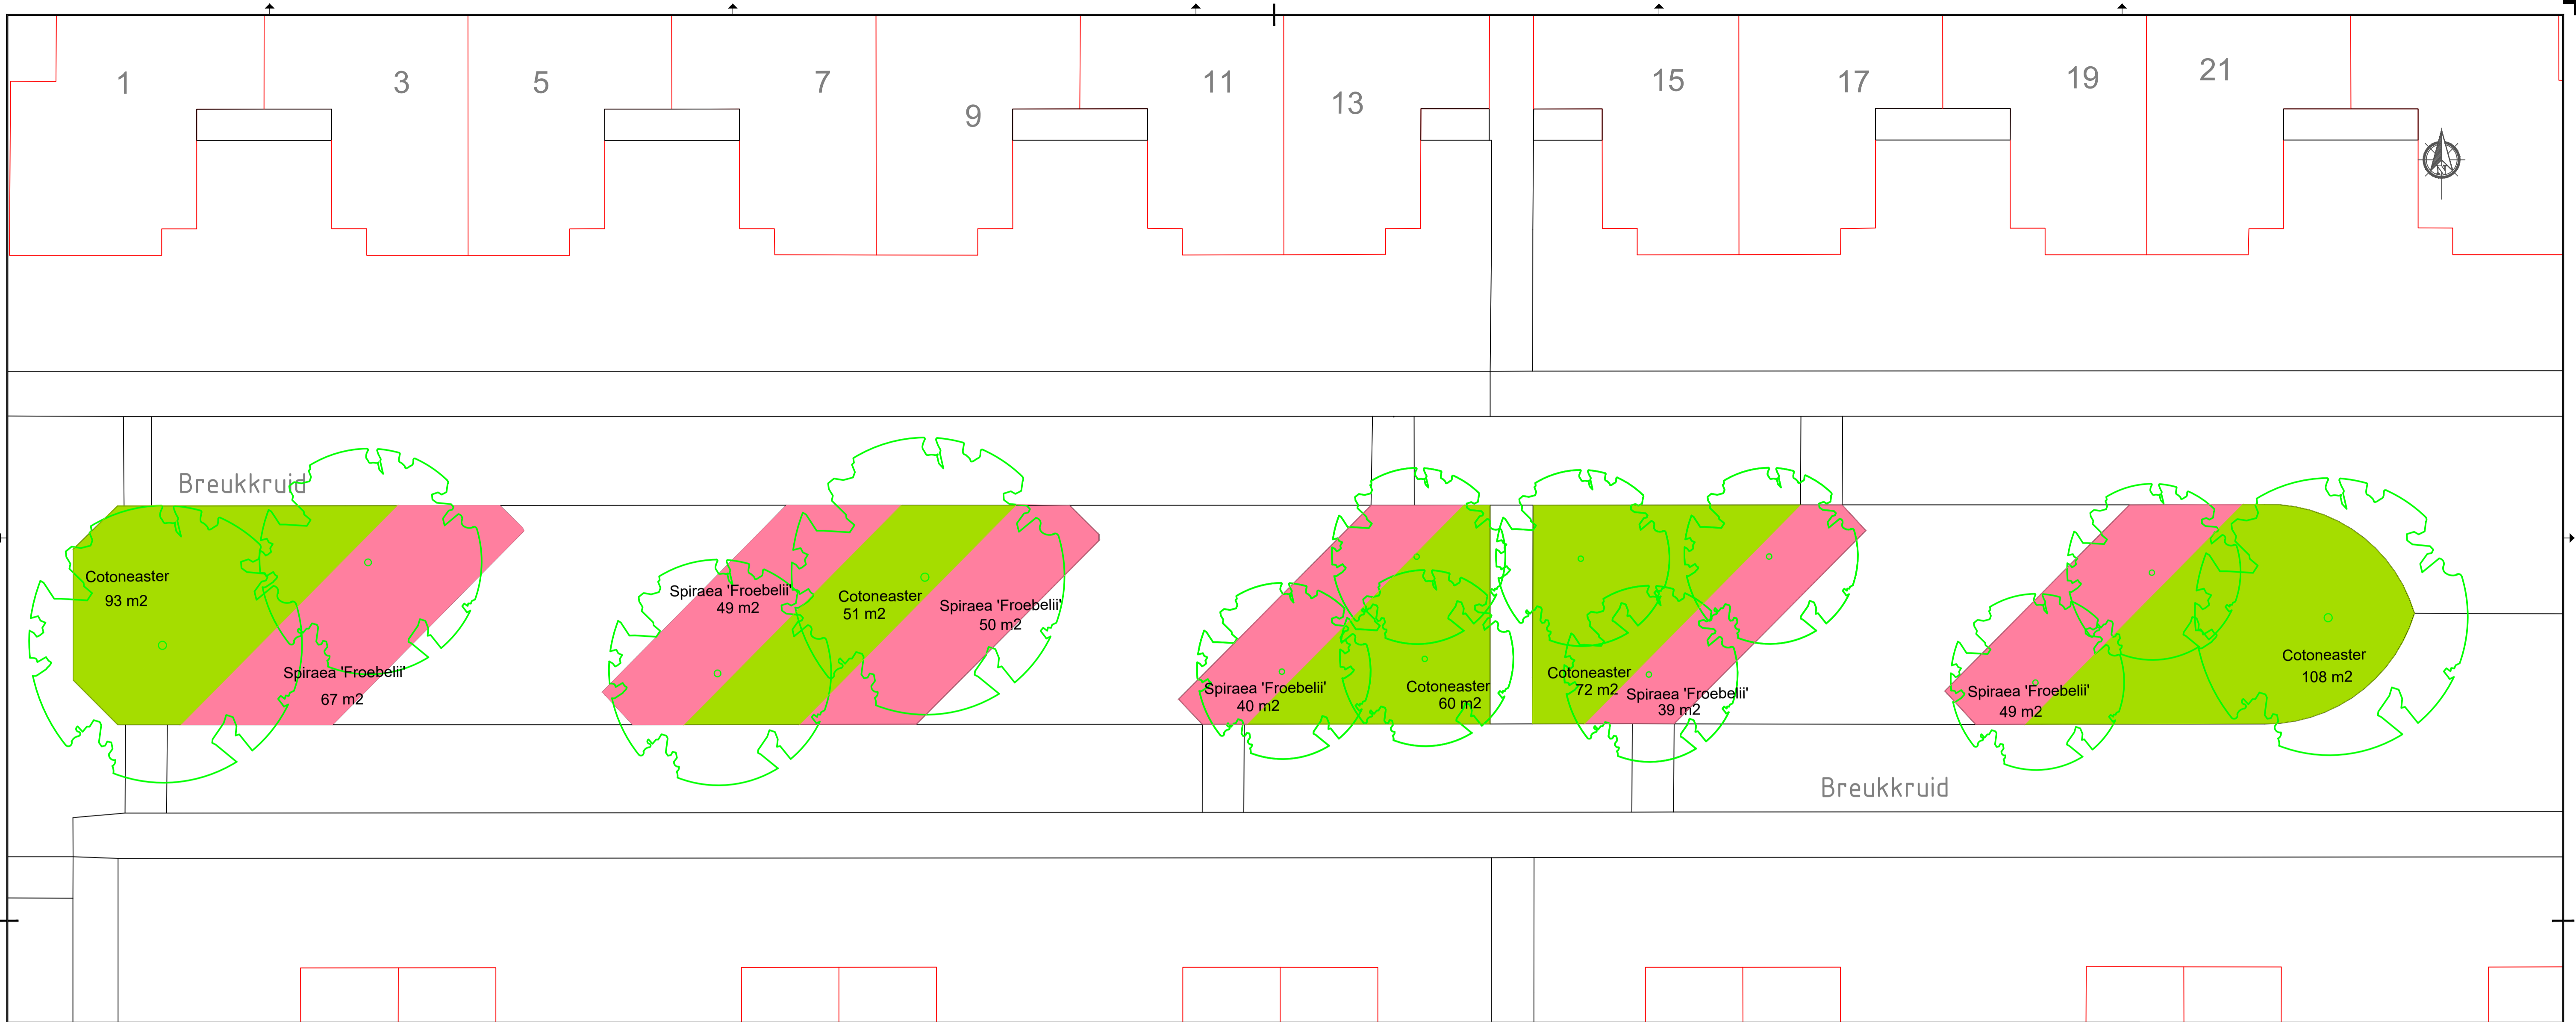 1
3
5
7
9
11
13
15
17
19
21
N
Breukkruid
Cotoneaster
93 m2
Spiraea 'Froebelii'
67 m2
Spiraea 'Froebelii'
49 m2
Cotoneaster
51 m2
Spiraea 'Froebelii'
50 m2
Spiraea 'Froebelii'
40 m2
Cotoneaster
60 m2
Cotoneaster
72 m2
Spiraea 'Froebelii'
39 m2
Spiraea 'Froebelii'
49 m2
Cotoneaster
108 m2
Breukkruid